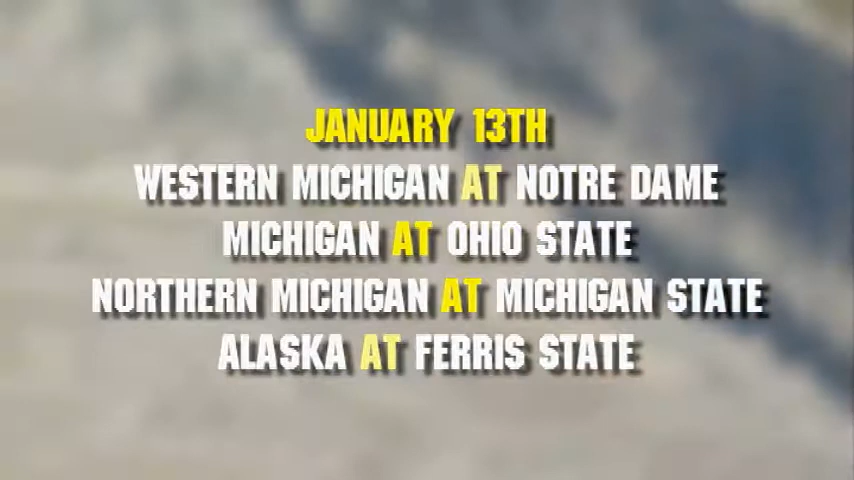 JANUARY 13TH
WESTERN MICHIGAN AT NOTRE DAME
MICHIGAN AT OHIO STATE
NORTHERN MICHIGAN AT MICHIGAN STATE
ALASKA AT FERRIS STATE